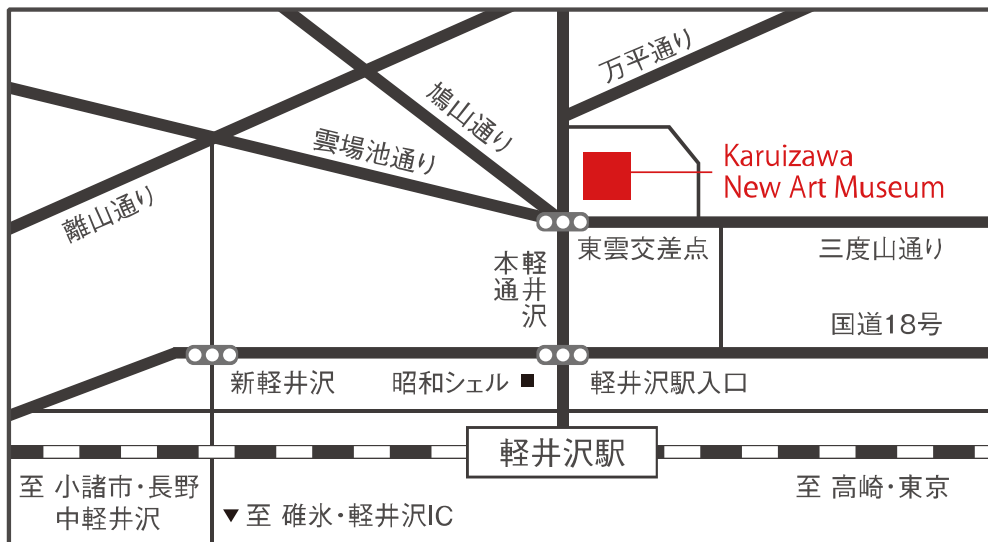 万平通り
鳩山通り
雲場池通り
Karuizawa
New Art Museum
離山通り
東雲交差点
三度山通り
軽井沢
本通
国道18号
新軽井沢
昭和シェル
軽井沢駅入口
軽井沢駅
至 小諸市・長野
中軽井沢
至 高崎・東京
▼至 碓氷・軽井沢IC